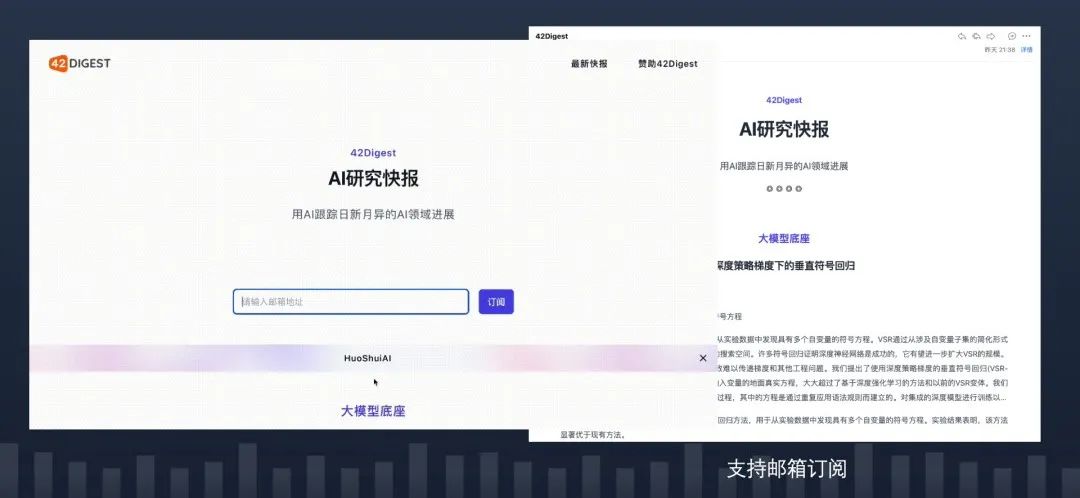 42 DIGEST
最新快报
赞助42Digest
42Digest
AI研究快报
用AI跟踪日新月异的AI领域进展
请输入邮箱地址
订阅
HuoShuiAI
大模型底座
42Digest
昨天 21:38 详情
42Digest
AI研究快报
用AI跟踪日新月异的AI领域进展
大模型底座
深度策略梯度下的垂直符号回归
号方程
从实验数据中发现具有多个自变量的符号方程。VSR通过从涉及自变量子集的简化形式
搜索空间。许多符号回归证明深度神经网络是成功的，它有望进一步扩大VSR的规模。
致难以传递梯度和其他工程问题。我们提出了使用深度策略梯度的垂直符号回归(VSR-
入变量的地面真实方程，大大超过了基于深度强化学习的方法和以前的VSR变体。我们
过程，其中的方程是通过重复应用语法规则而建立的。对集成的深度模型进行训练以...
回归方法，用于从实验数据中发现具有多个自变量的符号方程。实验结果表明，该方法
显著优于现有方法。
支持邮箱订阅